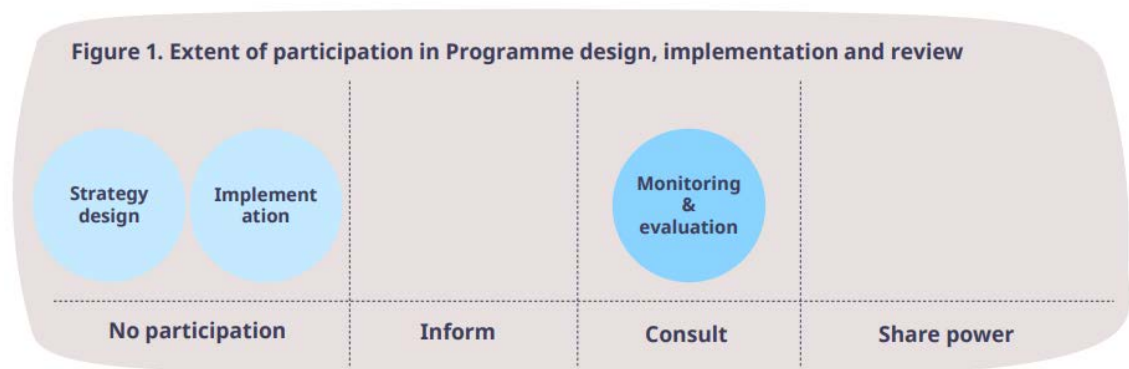 Figure 1. Extent of participation in Programme design, implementation and review
Strategy
design
Implement
ation
Monitoring
&
evaluation
No participation
Inform
Consult
Share power